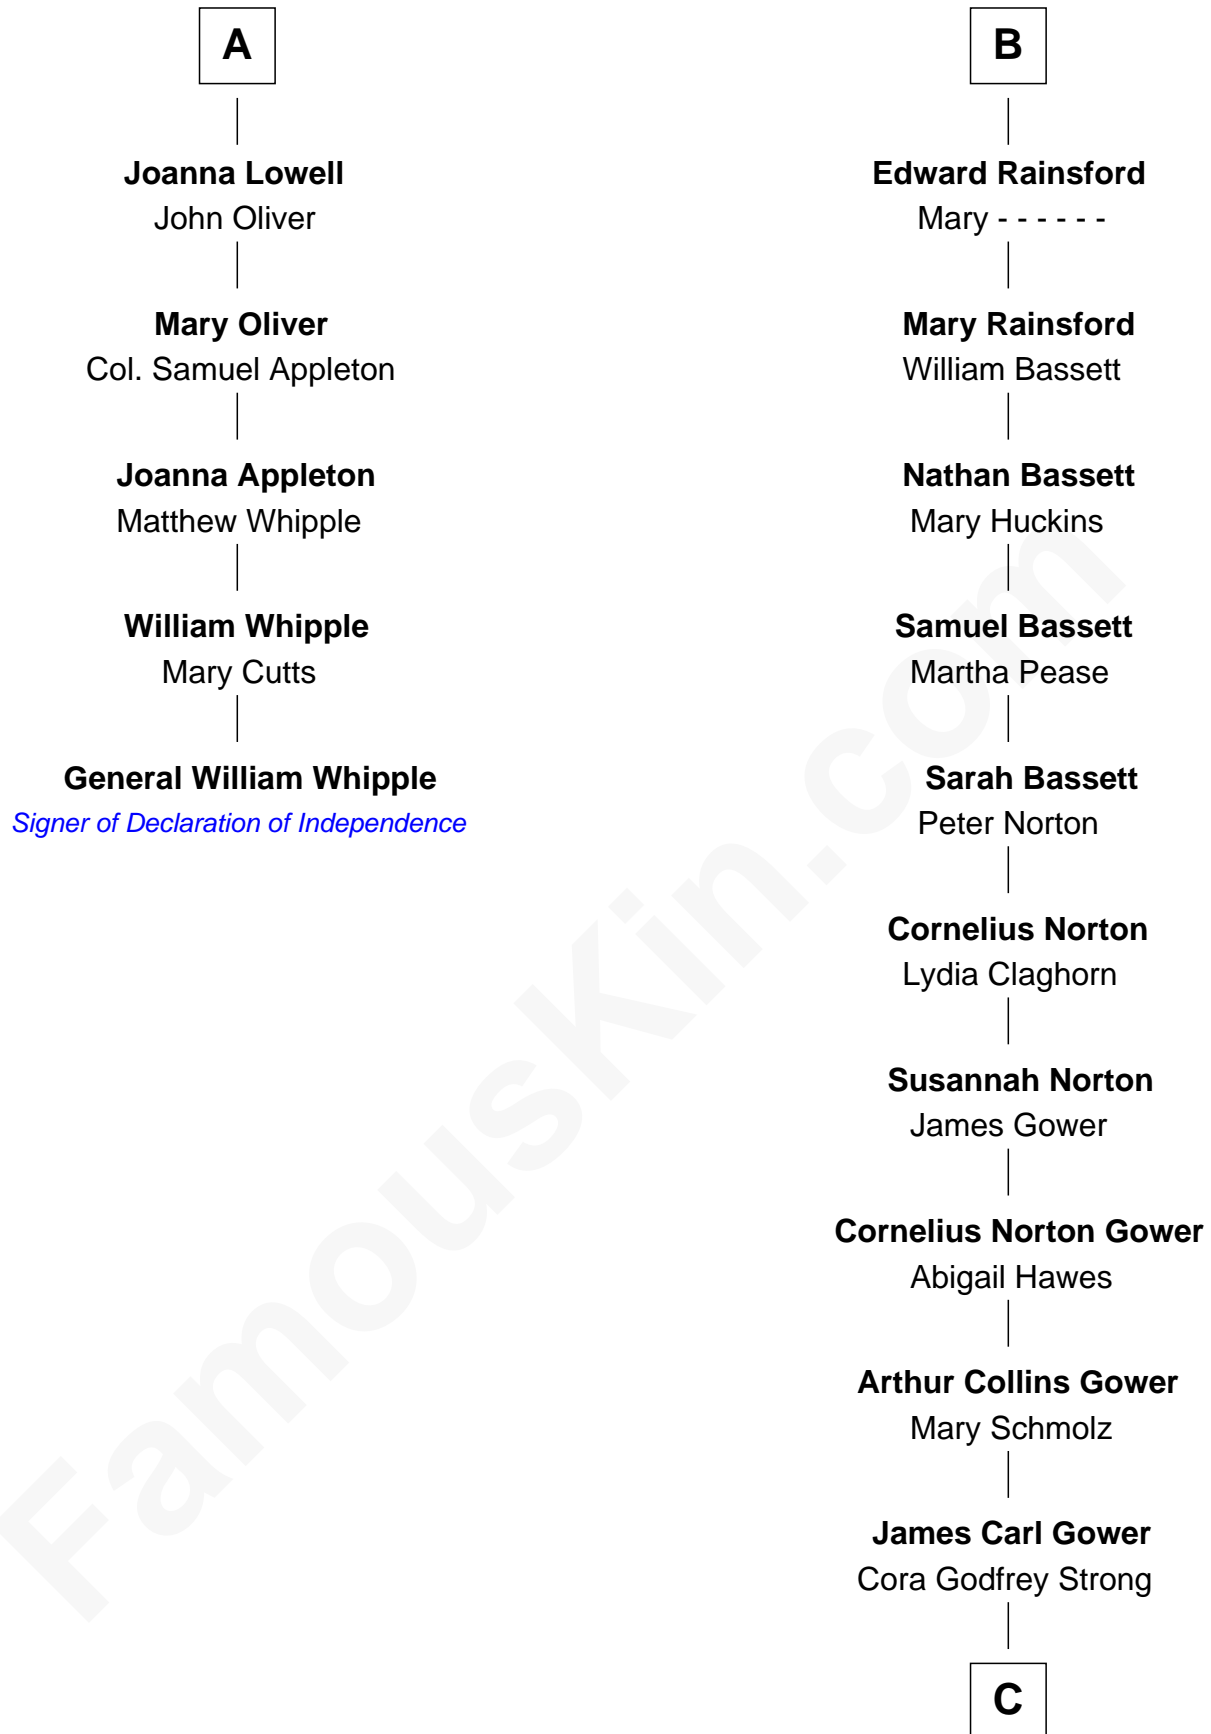 A
Joanna Lowell
John Oliver
Mary Oliver
Col. Samuel Appleton
Joanna Appleton
Matthew Whipple
William Whipple
Mary Cutts
General William Whipple
Signer of Declaration of Independence
B
Edward Rainsford
Mary - - - - - -
Mary Rainsford
William Bassett
Nathan Bassett
Mary Huckins
Samuel Bassett
Martha Pease
Sarah Bassett
Peter Norton
Cornelius Norton
Lydia Claghorn
Susannah Norton
James Gower
Cornelius Norton Gower
Abigail Hawes
Arthur Collins Gower
Mary Schmolz
James Carl Gower
Cora Godfrey Strong
C
FamousKin.com